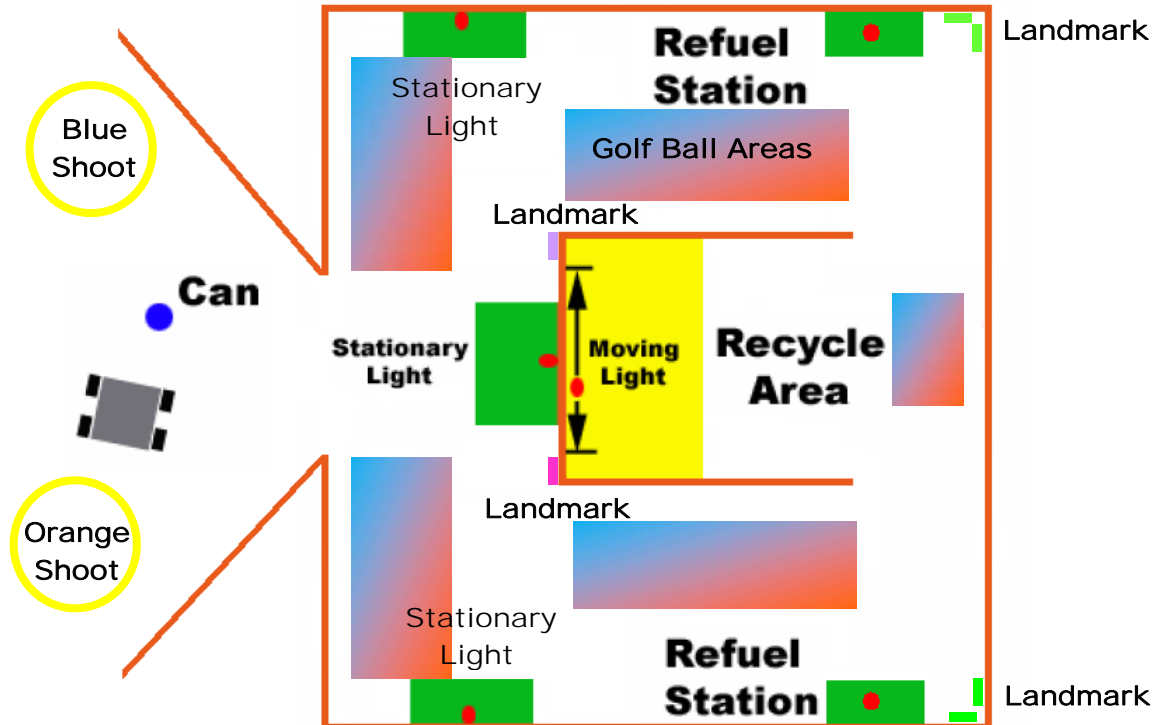 Landmark
Refuel
Station
Stationary
Light
Blue
Shoot
Golf Ball Areas
Landmark
Can
Stationary
Light
Moving
Light
Recycle
Area
Landmark
Orange
Shoot
Stationary
Light
Refuel
Station
Landmark